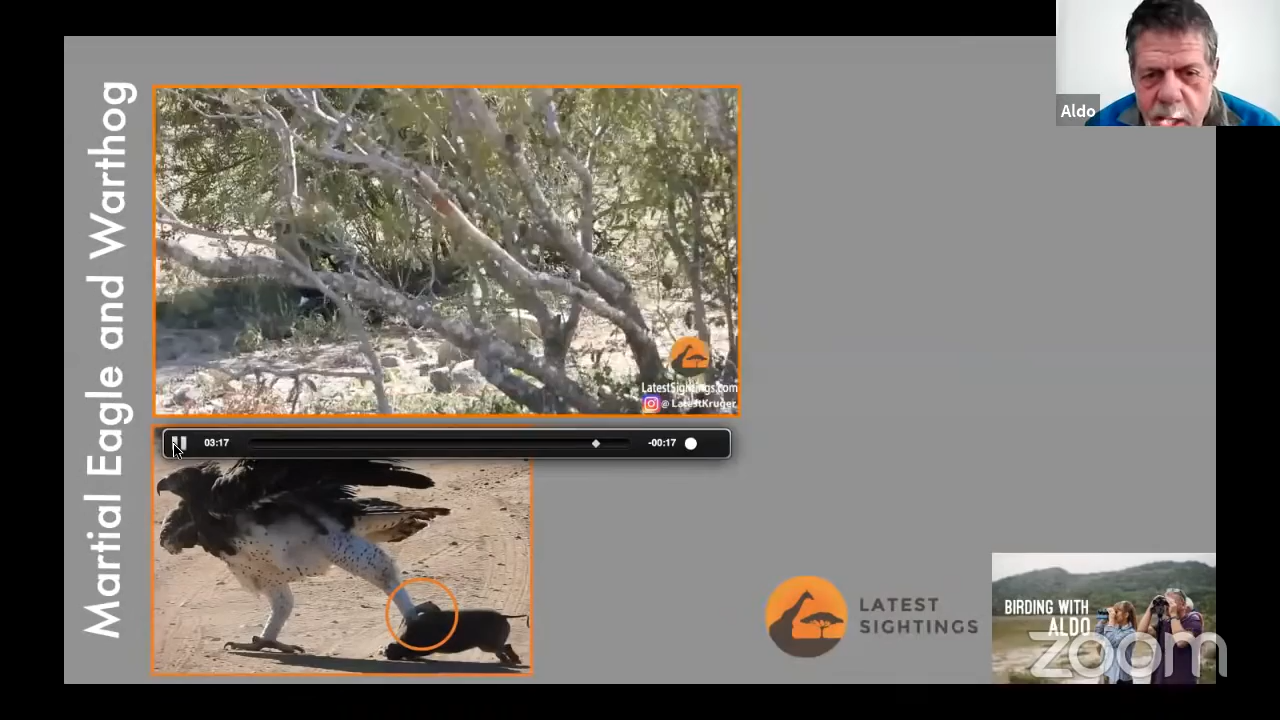 Aldo
Martial Eagle and Warthog
LatestSightings.com
@ LatestKruger
03:17
-00:17
LATEST
SIGHTINGS
BIRDING WITH
ALDO
zoom